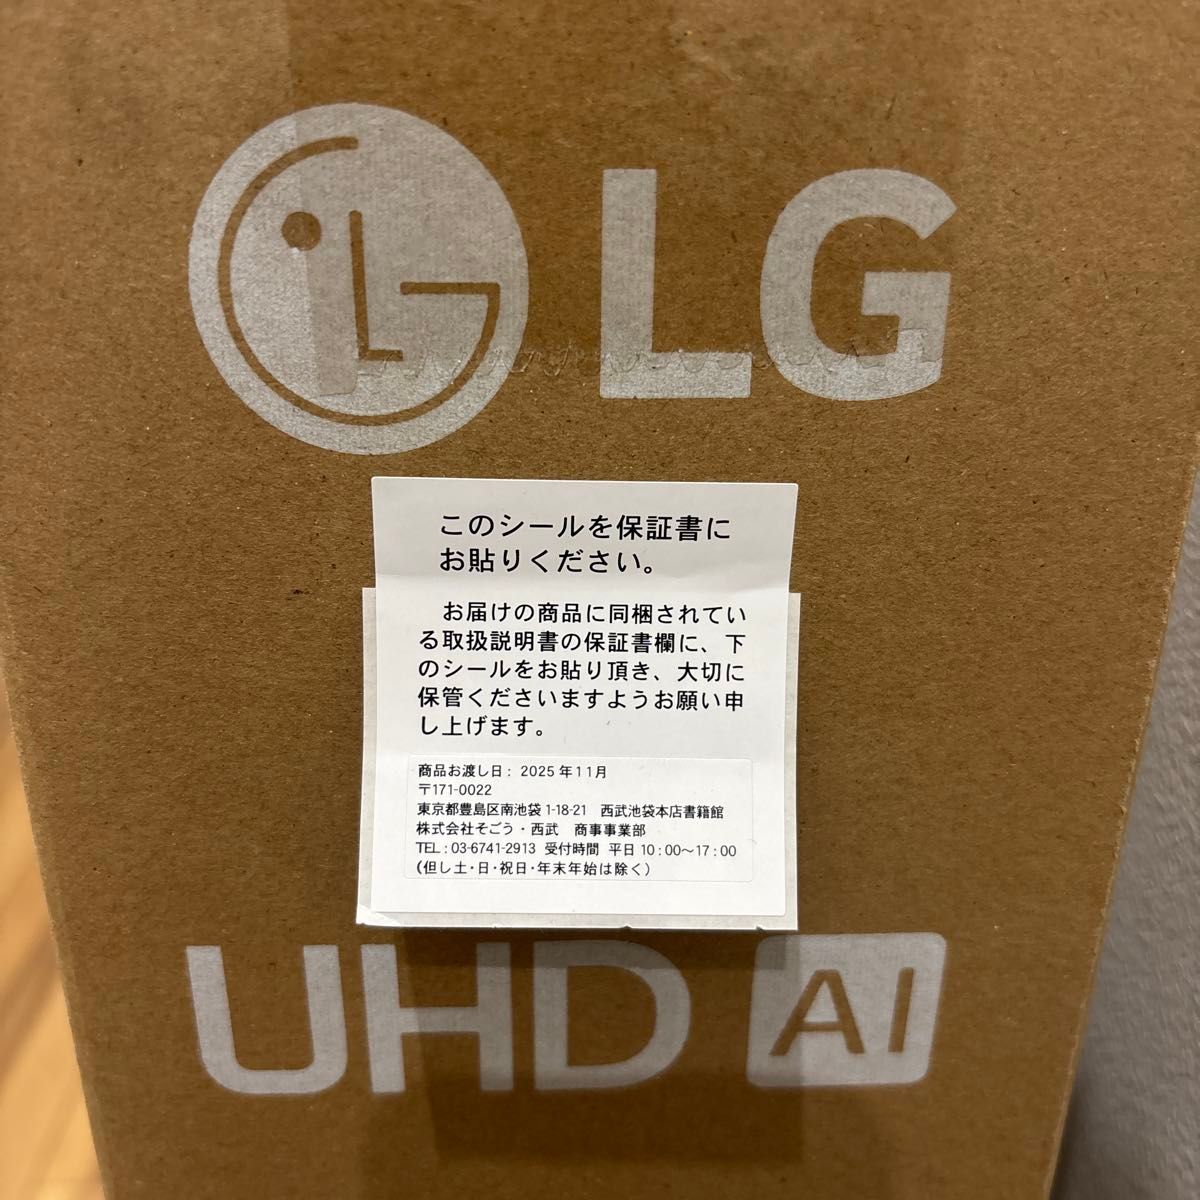 LG
このシールを保証書に
お貼りください。
お届けの商品に同梱されてい
る取扱説明書の保証書欄に、下
のシールをお貼り頂き、大切に
保管くださいますようお願い申
し上げます。
商品お渡し日: 2025年11月
〒171-0022
東京都豊島区南池袋1-18-21 西武池袋本店書籍館
株式会社そごう・西武 商事事業部
TEL:03-6741-2913 受付時間 平日10:00〜17:00
(但し土・日・祝日・年末年始は除く)
UHD AI